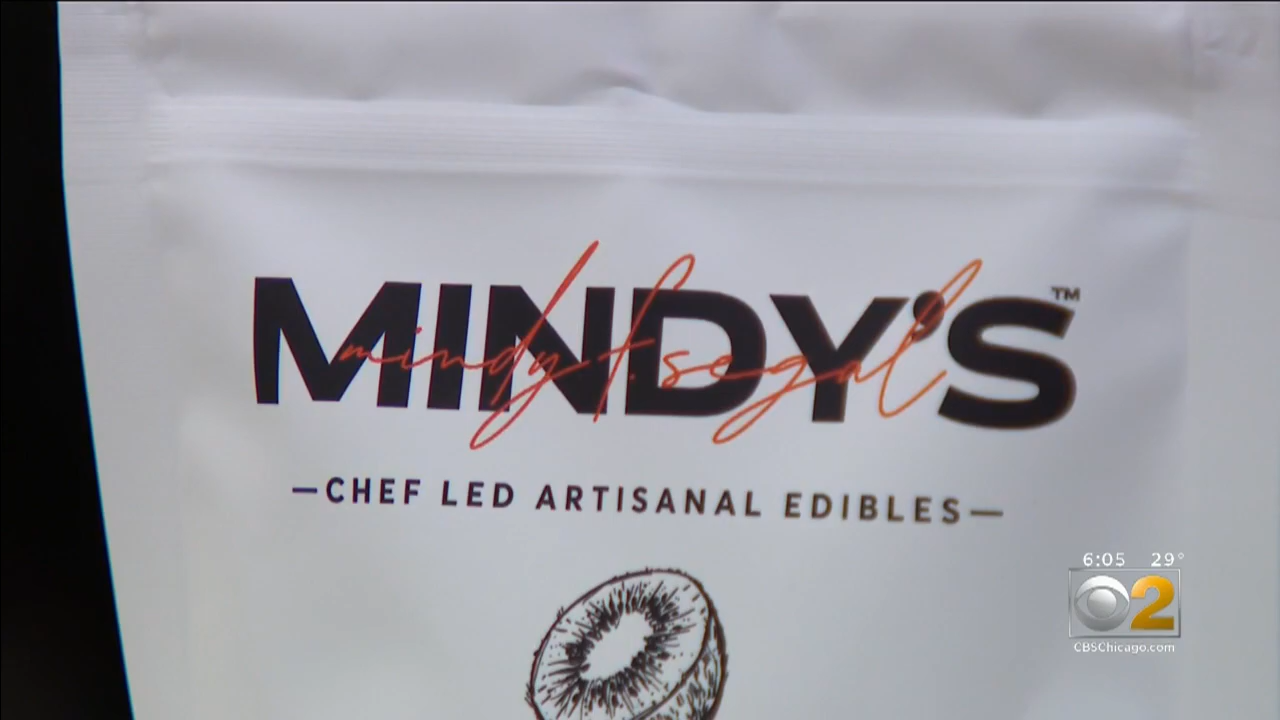 MINDY'S™
mindy f. segal
—CHEF LED ARTISANAL EDIBLES—
6:05 29°
2
CBSChicago.com